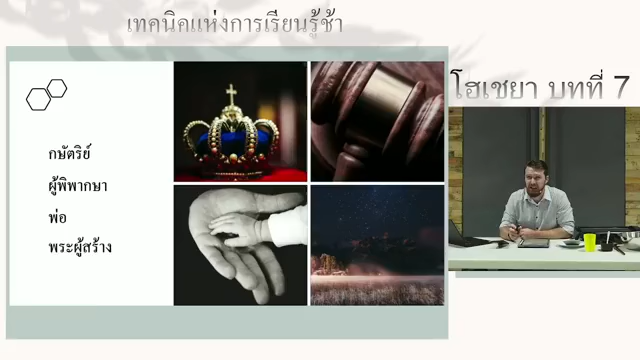 เทคนิคแห่งการเรียนรู้ช้า
โฮเชยา บทที่ 7
กษัตริย์
ผู้พิพากษา
พ่อ
พระผู้สร้าง